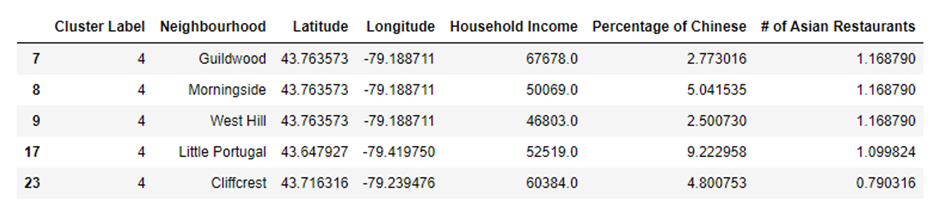 Cluster Label Neighbourhood Latitude Longitude Household Income Percentage of Chinese # of Asian Restaurants
7 4 Guildwood 43.763573 -79.188711 67678.0 2.773016 1.168790
8 4 Morningside 43.763573 -79.188711 50069.0 5.041535 1.168790
9 4 West Hill 43.763573 -79.188711 46803.0 2.500730 1.168790
17 4 Little Portugal 43.647927 -79.419750 52519.0 9.222958 1.099824
23 4 Cliffcrest 43.716316 -79.239476 60384.0 4.800753 0.790316